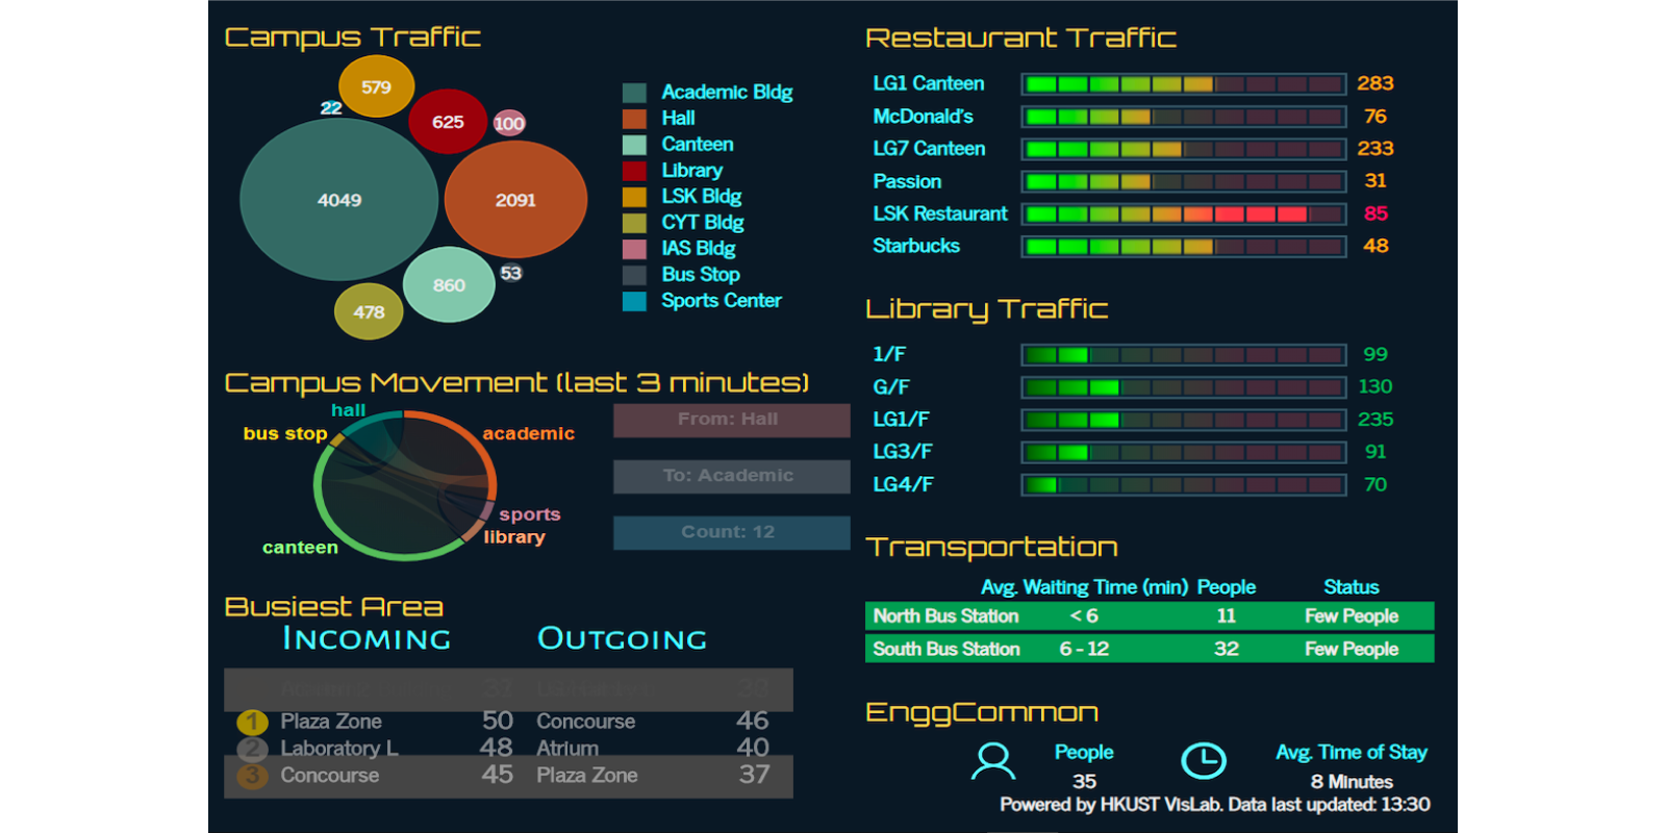 Campus Traffic
579
22
625
100
4049
2091
53
860
478
Academic Bldg
Hall
Canteen
Library
LSK Bldg
CYT Bldg
IAS Bldg
Bus Stop
Sports Center
Campus Movement (last 3 minutes)
hall
bus stop
academic
sports
library
canteen
From: Hall
To: Academic
Count: 12
Busiest Area
Incoming Outgoing
1 Plaza Zone 50 Concourse 46
2 Laboratory L 48 Atrium 40
3 Concourse 45 Plaza Zone 37
Restaurant Traffic
LG1 Canteen 283
McDonald's 76
LG7 Canteen 233
Passion 31
LSK Restaurant 85
Starbucks 48
Library Traffic
1/F 99
G/F 130
LG1/F 235
LG3/F 91
LG4/F 70
Transportation
Avg. Waiting Time (min) People Status
North Bus Station < 6 11 Few People
South Bus Station 6 - 12 32 Few People
EnggCommon
People Avg. Time of Stay
35 8 Minutes
Powered by HKUST VisLab. Data last updated: 13:30